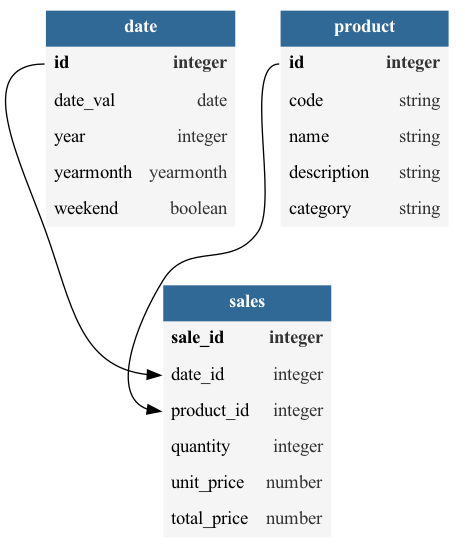 date
id integer
date_val date
year integer
yearmonth yearmonth
weekend boolean
product
id integer
code string
name string
description string
category string
sales
sale_id integer
date_id integer
product_id integer
quantity integer
unit_price number
total_price number